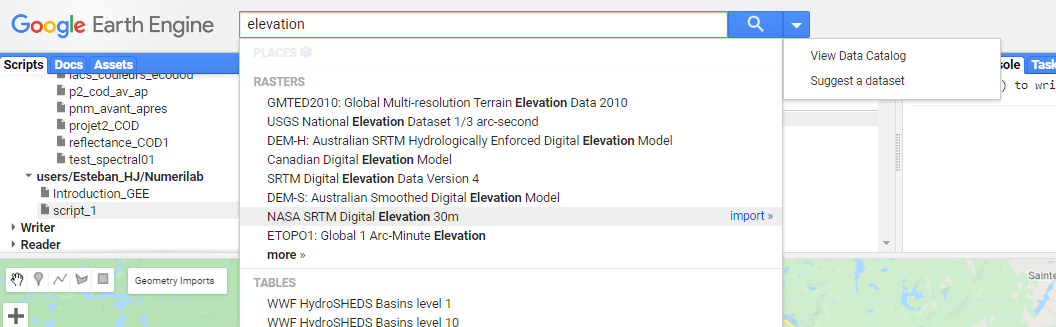 Google Earth Engine
elevation
Scripts Docs Assets
lacs_couleurs_ecodou
p2_cod_av_ap
pnm_avant_apres
projet2_COD
reflectance_COD1
test_spectral01
users/Esteban_HJ/Numerilab
Introduction_GEE
script_1
Writer
Reader
PLACES
RASTERS
GMTED2010: Global Multi-resolution Terrain Elevation Data 2010
USGS National Elevation Dataset 1/3 arc-second
DEM-H: Australian SRTM Hydrologically Enforced Digital Elevation Model
Canadian Digital Elevation Model
SRTM Digital Elevation Data Version 4
DEM-S: Australian Smoothed Digital Elevation Model
NASA SRTM Digital Elevation 30m import »
ETOPO1: Global 1 Arc-Minute Elevation
more »
TABLES
WWF HydroSHEDS Basins level 1
WWF HydroSHEDS Basins level 10
View Data Catalog
Suggest a dataset
sole Task
) to wri
Geometry Imports
+
Sainte